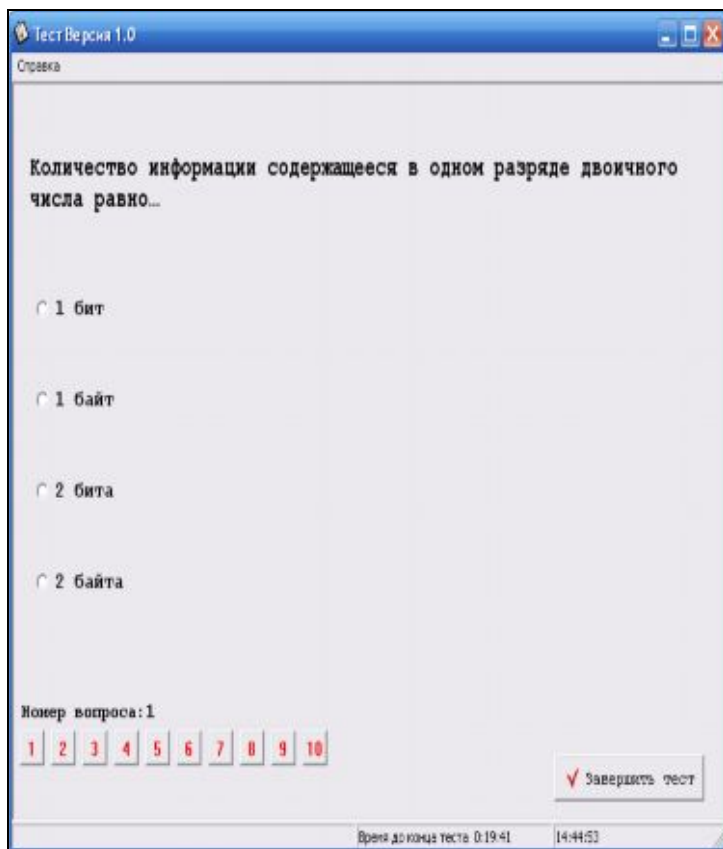 Тест Версия 1.0
Справка
Количество информации содержащееся в одном разряде двоичного
числа равно…
1 бит
1 байт
2 бита
2 байта
Номер вопроса:1
1 2 3 4 5 6 7 8 9 10
Завершить тест
Время до конца теста 0:19:41 14:44:53